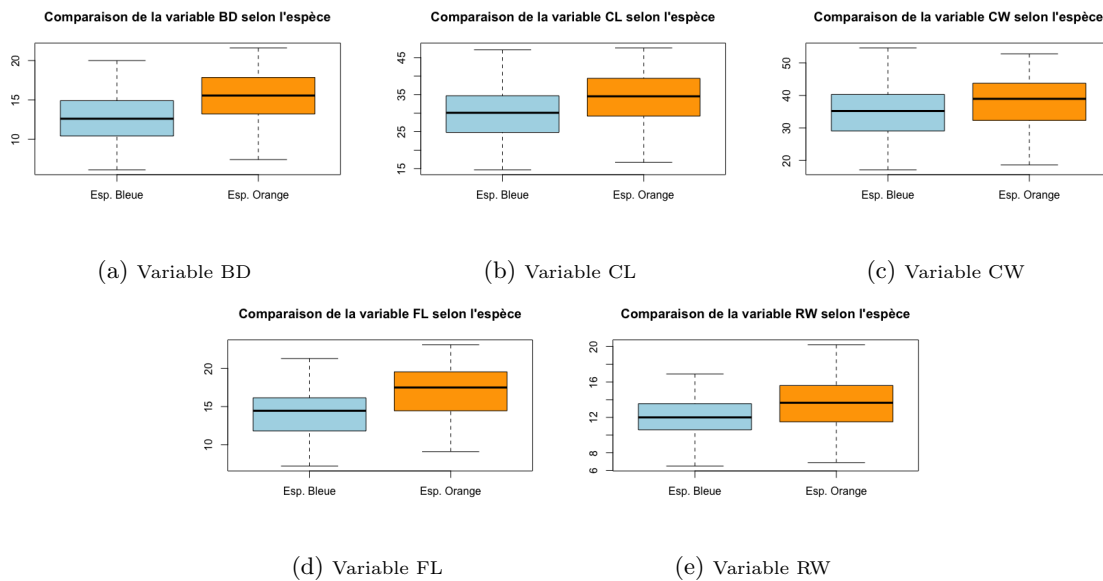 Comparaison de la variable BD selon l'espèce
Comparaison de la variable CL selon l'espèce
Comparaison de la variable CW selon l'espèce
20
15
10
Esp. Bleue
Esp. Orange
45
35
25
15
Esp. Bleue
Esp. Orange
50
40
30
20
Esp. Bleue
Esp. Orange
(a) Variable BD
(b) Variable CL
(c) Variable CW
Comparaison de la variable FL selon l'espèce
Comparaison de la variable RW selon l'espèce
20
15
10
Esp. Bleue
Esp. Orange
20
16
12
8
6
Esp. Bleue
Esp. Orange
(d) Variable FL
(e) Variable RW